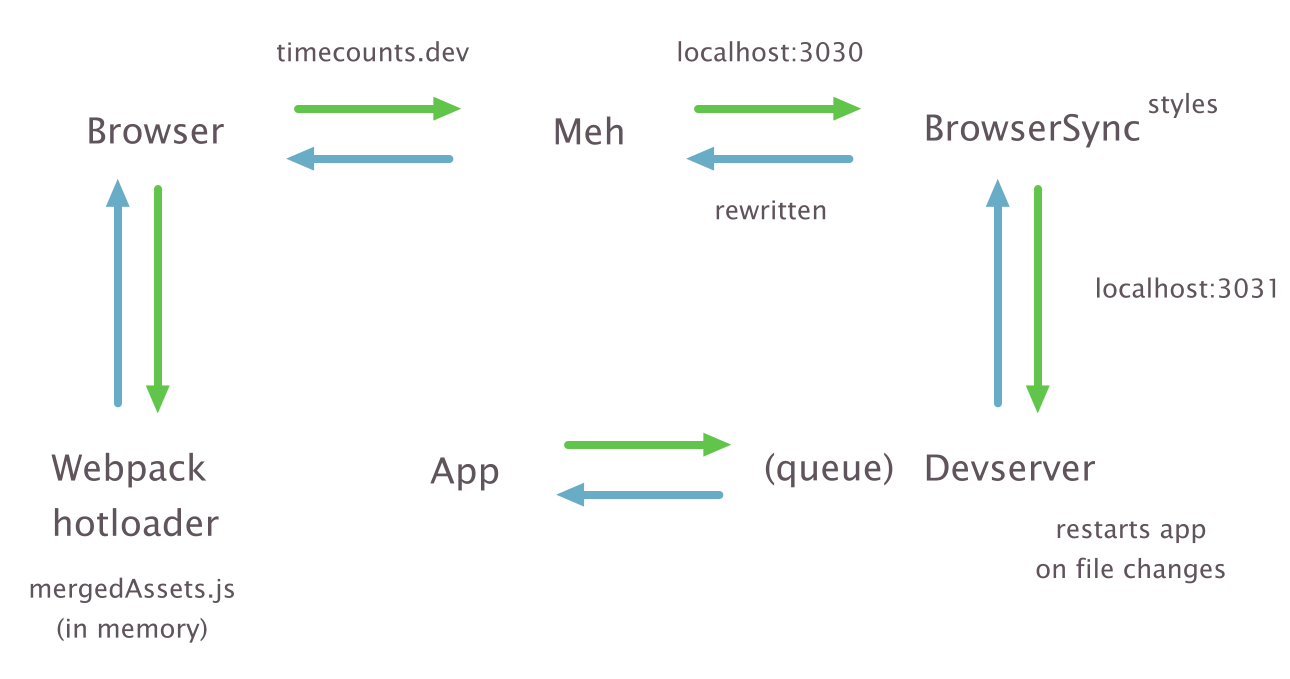 timecounts.dev
localhost:3030
Browser
Meh
BrowserSync styles
rewritten
localhost:3031
Webpack
hotloader
App
(queue) Devserver
restarts app
on file changes
mergedAssets.js
(in memory)